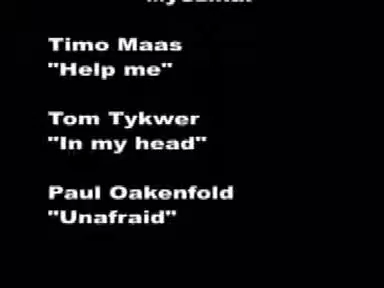 Timo Maas
"Help me"
Tom Tykwer
"In my head"
Paul Oakenfold
"Unafraid"